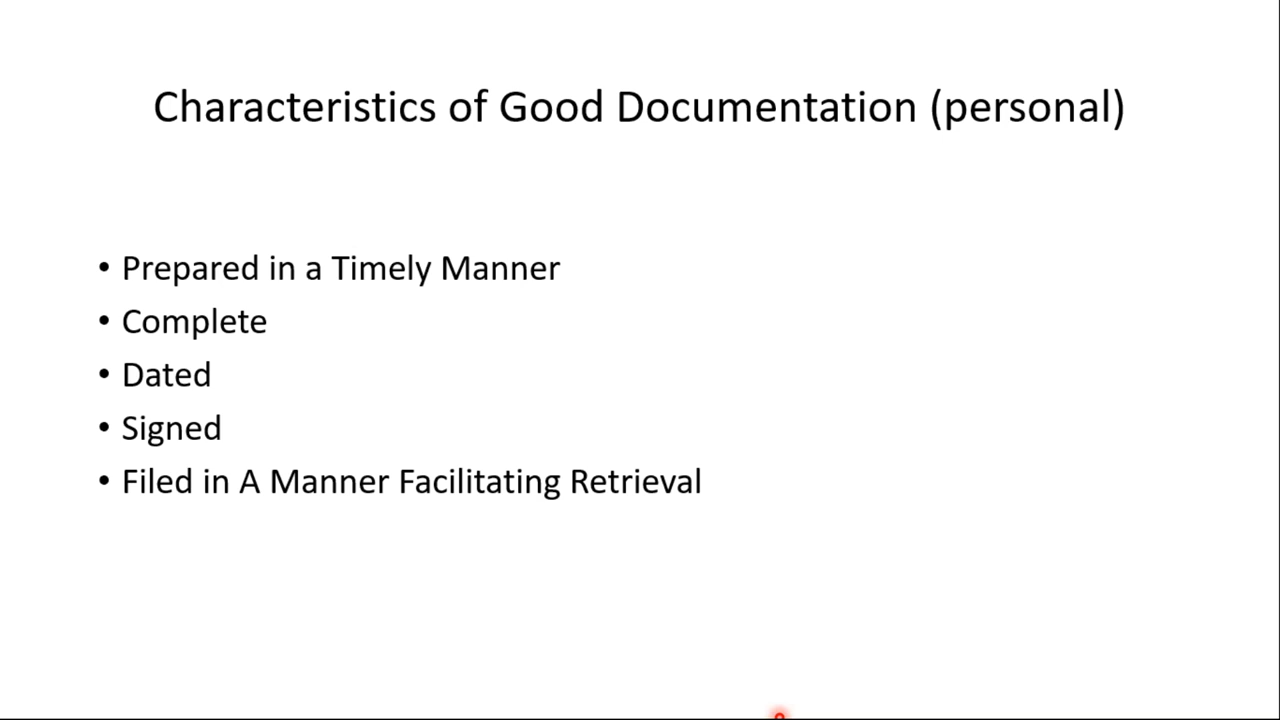 Characteristics of Good Documentation (personal)
• Prepared in a Timely Manner
• Complete
• Dated
• Signed
• Filed in A Manner Facilitating Retrieval